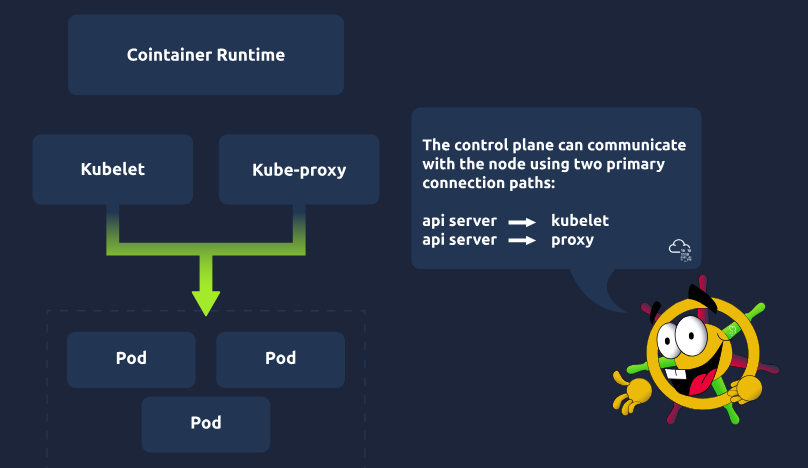 Cointainer Runtime
Kubelet
Kube-proxy
The control plane can communicate
with the node using two primary
connection paths:
api server → kubelet
api server → proxy
Pod
Pod
Pod